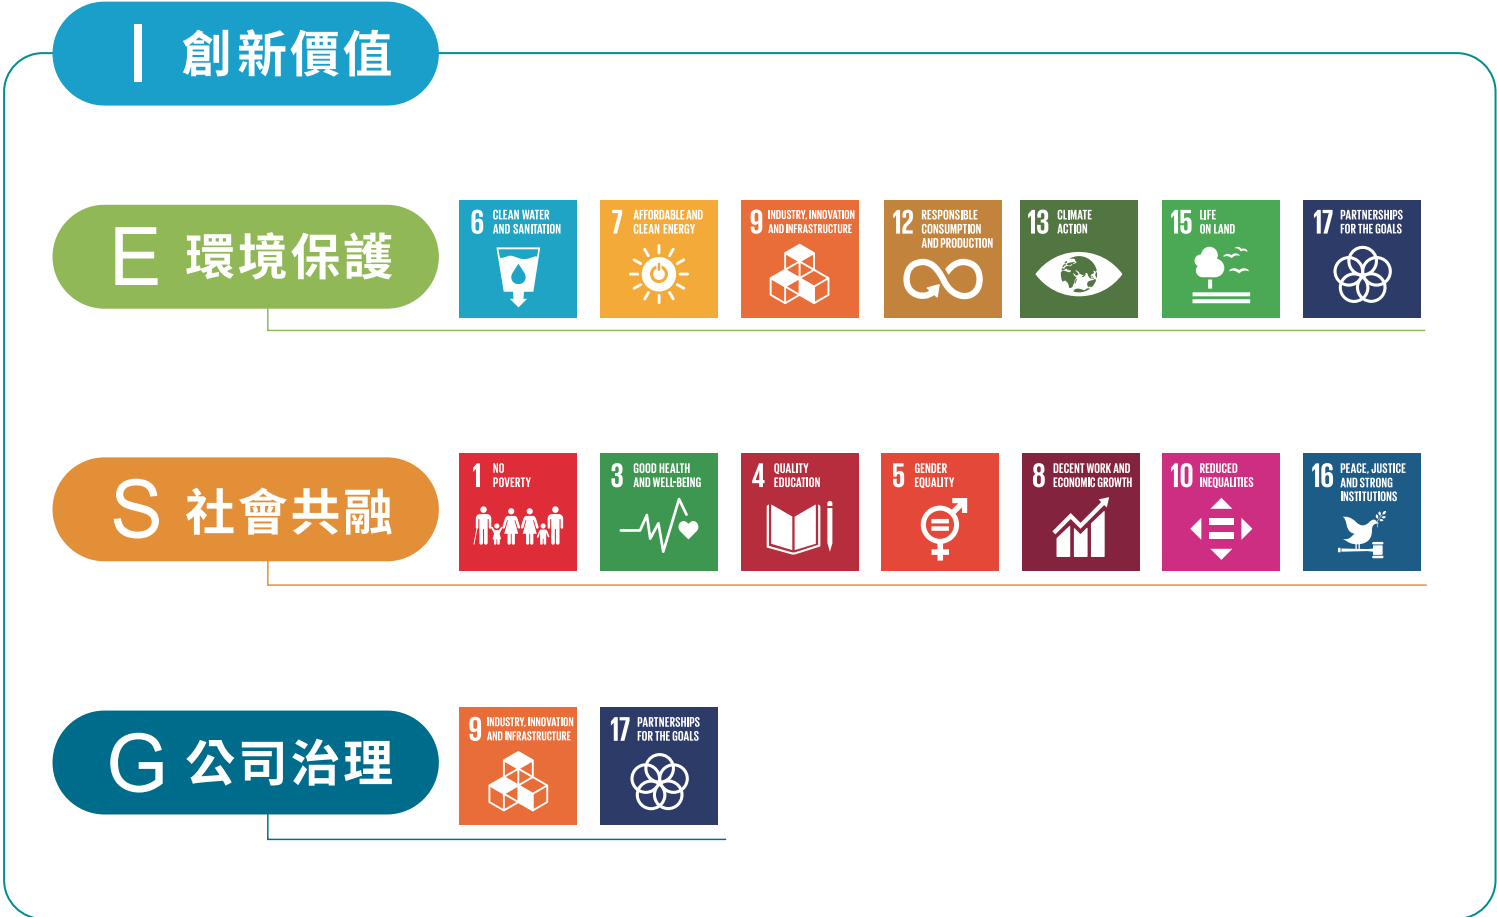 I 創新價值
E 環境保護
6 CLEAN WATER
AND SANITATION
7 AFFORDABLE AND
CLEAN ENERGY
9 INDUSTRY, INNOVATION
AND INFRASTRUCTURE
12 RESPONSIBLE
CONSUMPTION
AND PRODUCTION
13 CLIMATE
ACTION
15 LIFE
ON LAND
17 PARTNERSHIPS
FOR THE GOALS
S 社會共融
1 NO
POVERTY
3 GOOD HEALTH
AND WELL-BEING
4 QUALITY
EDUCATION
5 GENDER
EQUALITY
8 DECENT WORK AND
ECONOMIC GROWTH
10 REDUCED
INEQUALITIES
16 PEACE, JUSTICE
AND STRONG
INSTITUTIONS
G 公司治理
9 INDUSTRY, INNOVATION
AND INFRASTRUCTURE
17 PARTNERSHIPS
FOR THE GOALS